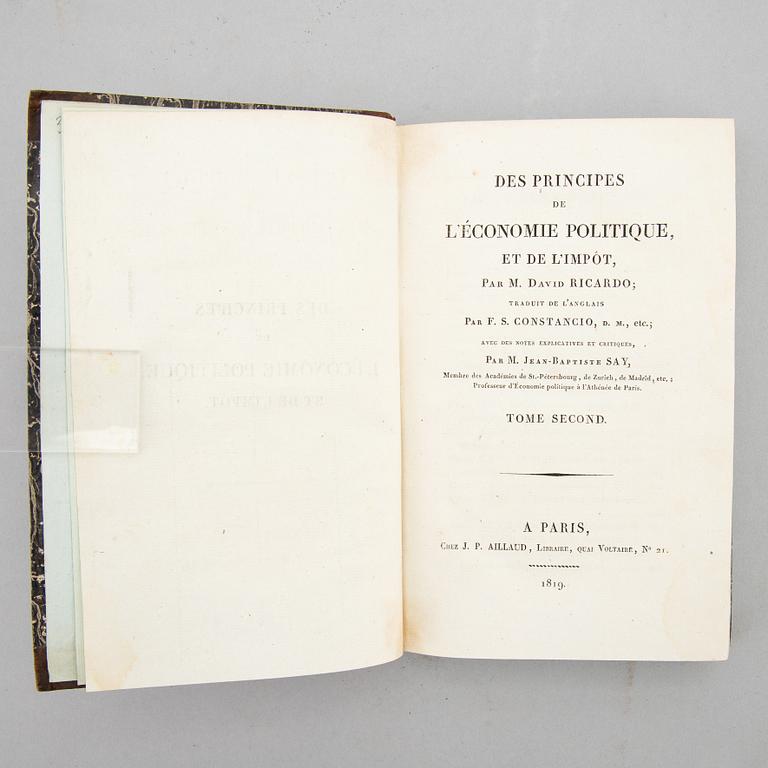 DES PRINCIPES
DE
L'ÉCONOMIE POLITIQUE,
ET DE L'IMPÔT,
PAR M. DAVID RICARDO;
TRADUIT DE L'ANGLAIS
PAR F. S. CONSTANCIO, D. M., etc.;
AVEC DES NOTES EXPLICATIVES ET CRITIQUES,
PAR M. JEAN-BAPTISTE SAY,
Membre des Académies de St.-Pétersbourg, de Zurich, de Madrid, etc.;
Professeur d'Économie politique à l'Athénée de Paris.
TOME SECOND.
A PARIS,
CHEZ J. P. AILLAUD, LIBRAIRE, QUAI VOLTAIRE, N° 21.
1819.